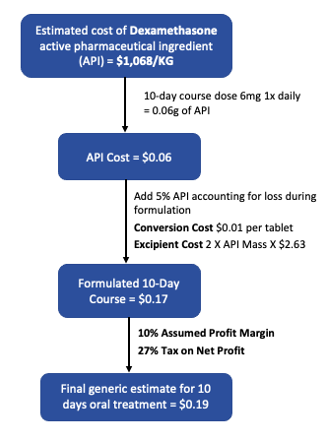 Estimated cost of Dexamethasone
active pharmaceutical ingredient
(API) = $1,068/KG
10-day course dose 6mg 1x daily
= 0.06g of API
API Cost = $0.06
Add 5% API accounting for loss during
formulation
Conversion Cost $0.01 per tablet
Excipient Cost 2 X API Mass X $2.63
Formulated 10-Day
Course = $0.17
10% Assumed Profit Margin
27% Tax on Net Profit
Final generic estimate for 10
days oral treatment = $0.19